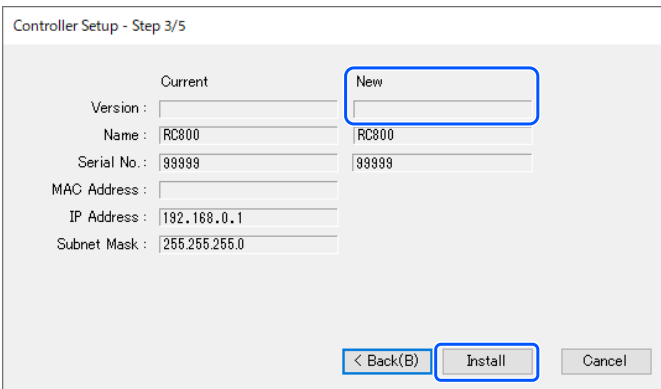 Controller Setup - Step 3/5
Current New
Version :
Name : RC800 RC800
Serial No. : 99999 99999
MAC Address :
IP Address : 192.168.0.1
Subnet Mask : 255.255.255.0
< Back(B) Install Cancel